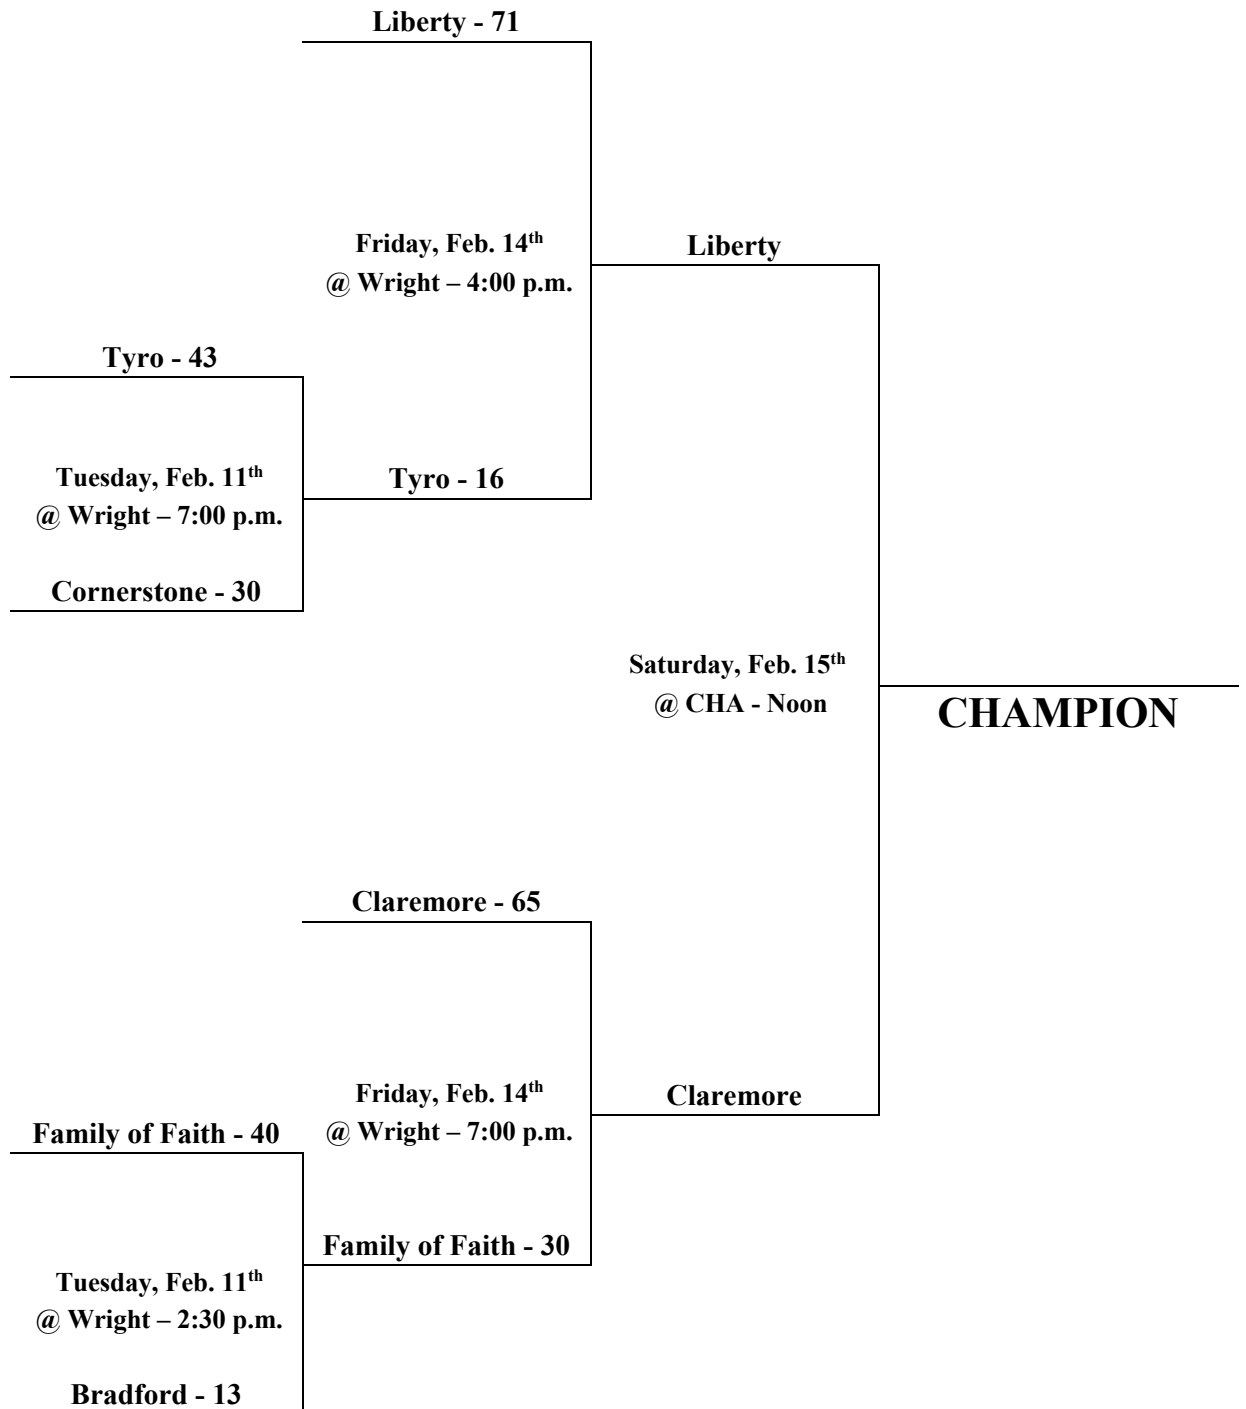 Liberty - 71
Friday, Feb. 14th
@ Wright – 4:00 p.m.
Liberty
Tyro - 43
Tuesday, Feb. 11th
@ Wright – 7:00 p.m.
Tyro - 16
Cornerstone - 30
Saturday, Feb. 15th
@ CHA - Noon
CHAMPION
Claremore - 65
Friday, Feb. 14th
@ Wright – 7:00 p.m.
Claremore
Family of Faith - 40
Family of Faith - 30
Tuesday, Feb. 11th
@ Wright – 2:30 p.m.
Bradford - 13